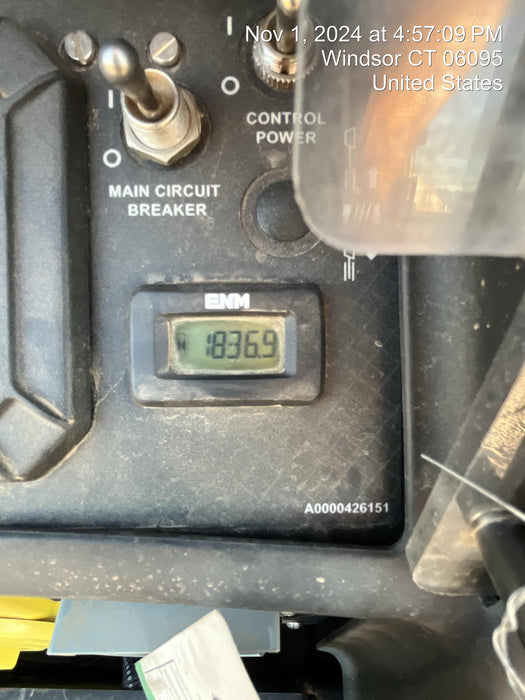 Nov 1, 2024 at 4:57:09 PM
Windsor CT 06095
United States
I
O
CONTROL
POWER
I
O
MAIN CIRCUIT
BREAKER
ENM
1836.9
A0000426151